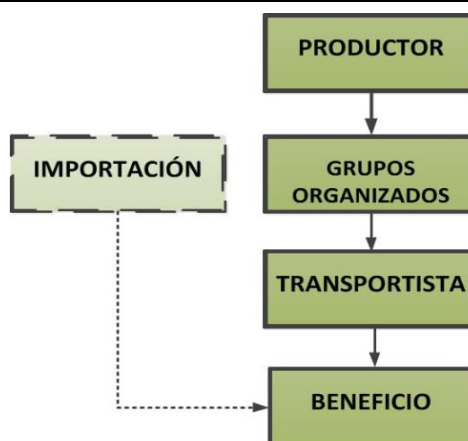 PRODUCTOR
IMPORTACIÓN
GRUPOS
ORGANIZADOS
TRANSPORTISTA
BENEFICIO